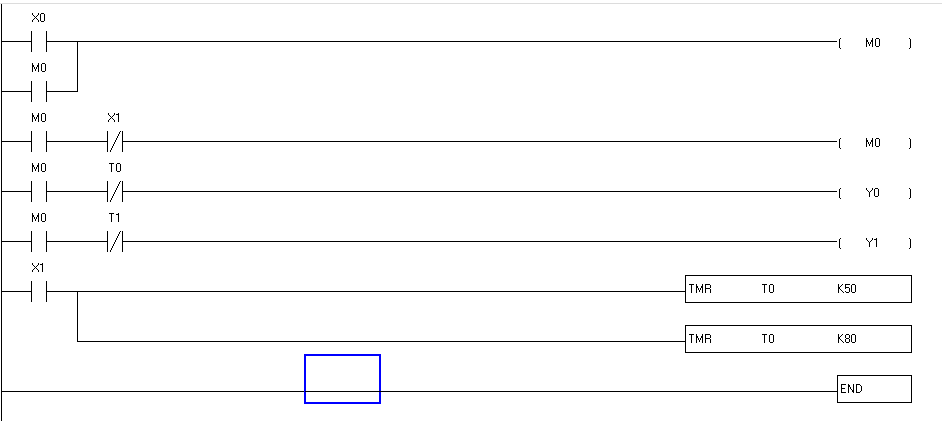 X0
( M0 )
M0
M0 X1
( M0 )
M0 T0
( Y0 )
M0 T1
( Y1 )
X1
TMR T0 K50
TMR T0 K80
END